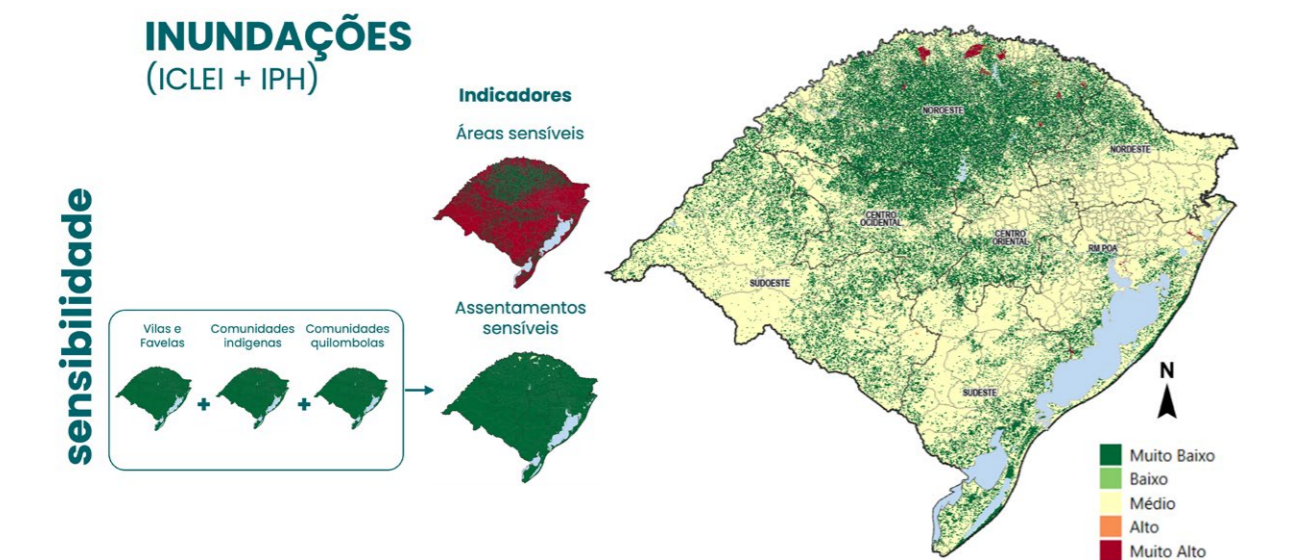 INUNDAÇÕES
(ICLEI + IPH)
sensibilidade
Indicadores
Áreas sensíveis
Assentamentos
sensíveis
Vilas e
Favelas
+
Comunidades
indígenas
+
Comunidades
quilombolas
NOROESTE
NORDESTE
CENTRO
OCIDENTAL
CENTRO
ORIENTAL
RM POA
SUDOESTE
SUDESTE
N
Muito Baixo
Baixo
Médio
Alto
Muito Alto